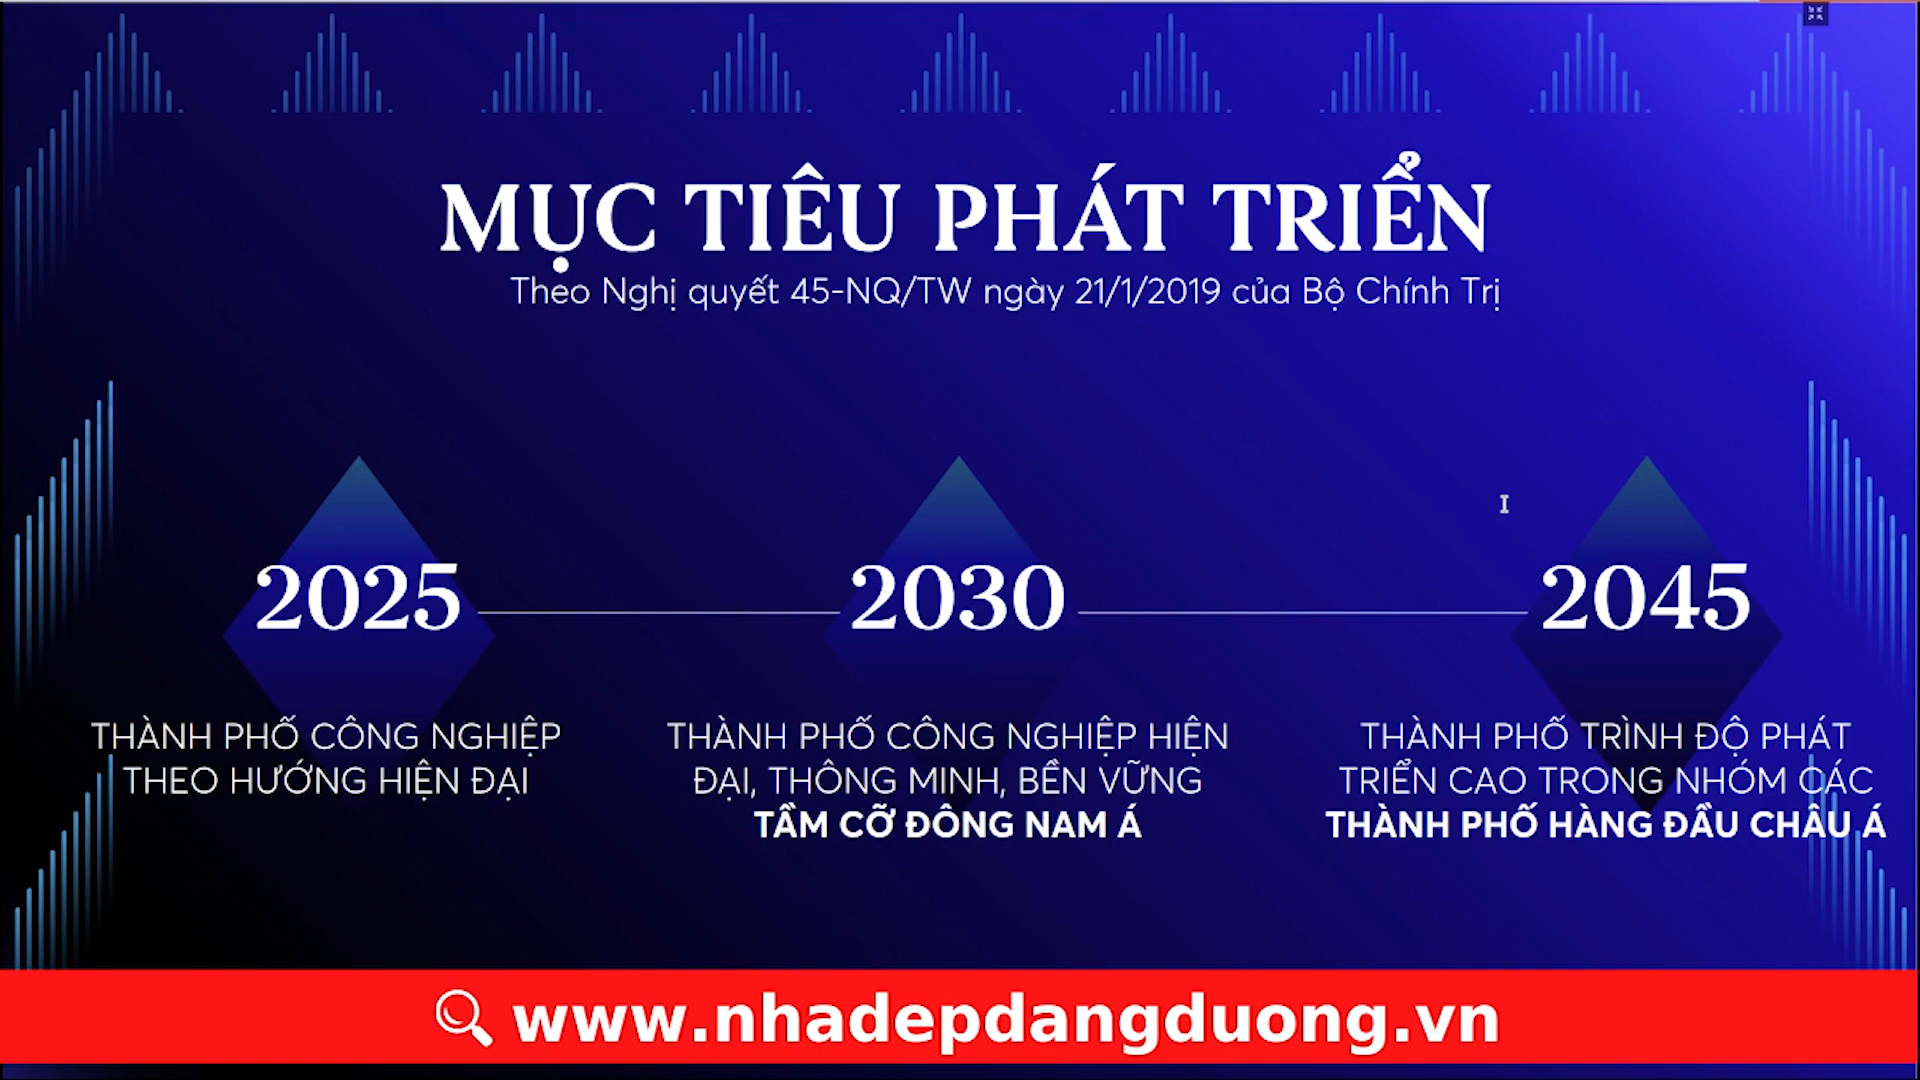 MỤC TIÊU PHÁT TRIỂN
Theo Nghị quyết 45-NQ/TW ngày 21/1/2019 của Bộ Chính Trị
2025
2030
2045
THÀNH PHỐ CÔNG NGHIỆP
THEO HƯỚNG HIỆN ĐẠI
THÀNH PHỐ CÔNG NGHIỆP HIỆN
ĐẠI, THÔNG MINH, BỀN VỮNG
TẦM CỠ ĐÔNG NAM Á
THÀNH PHỐ TRÌNH ĐỘ PHÁT
TRIỂN CAO TRONG NHÓM CÁC
THÀNH PHỐ HÀNG ĐẦU CHÂU Á
www.nhadepdangduong.vn